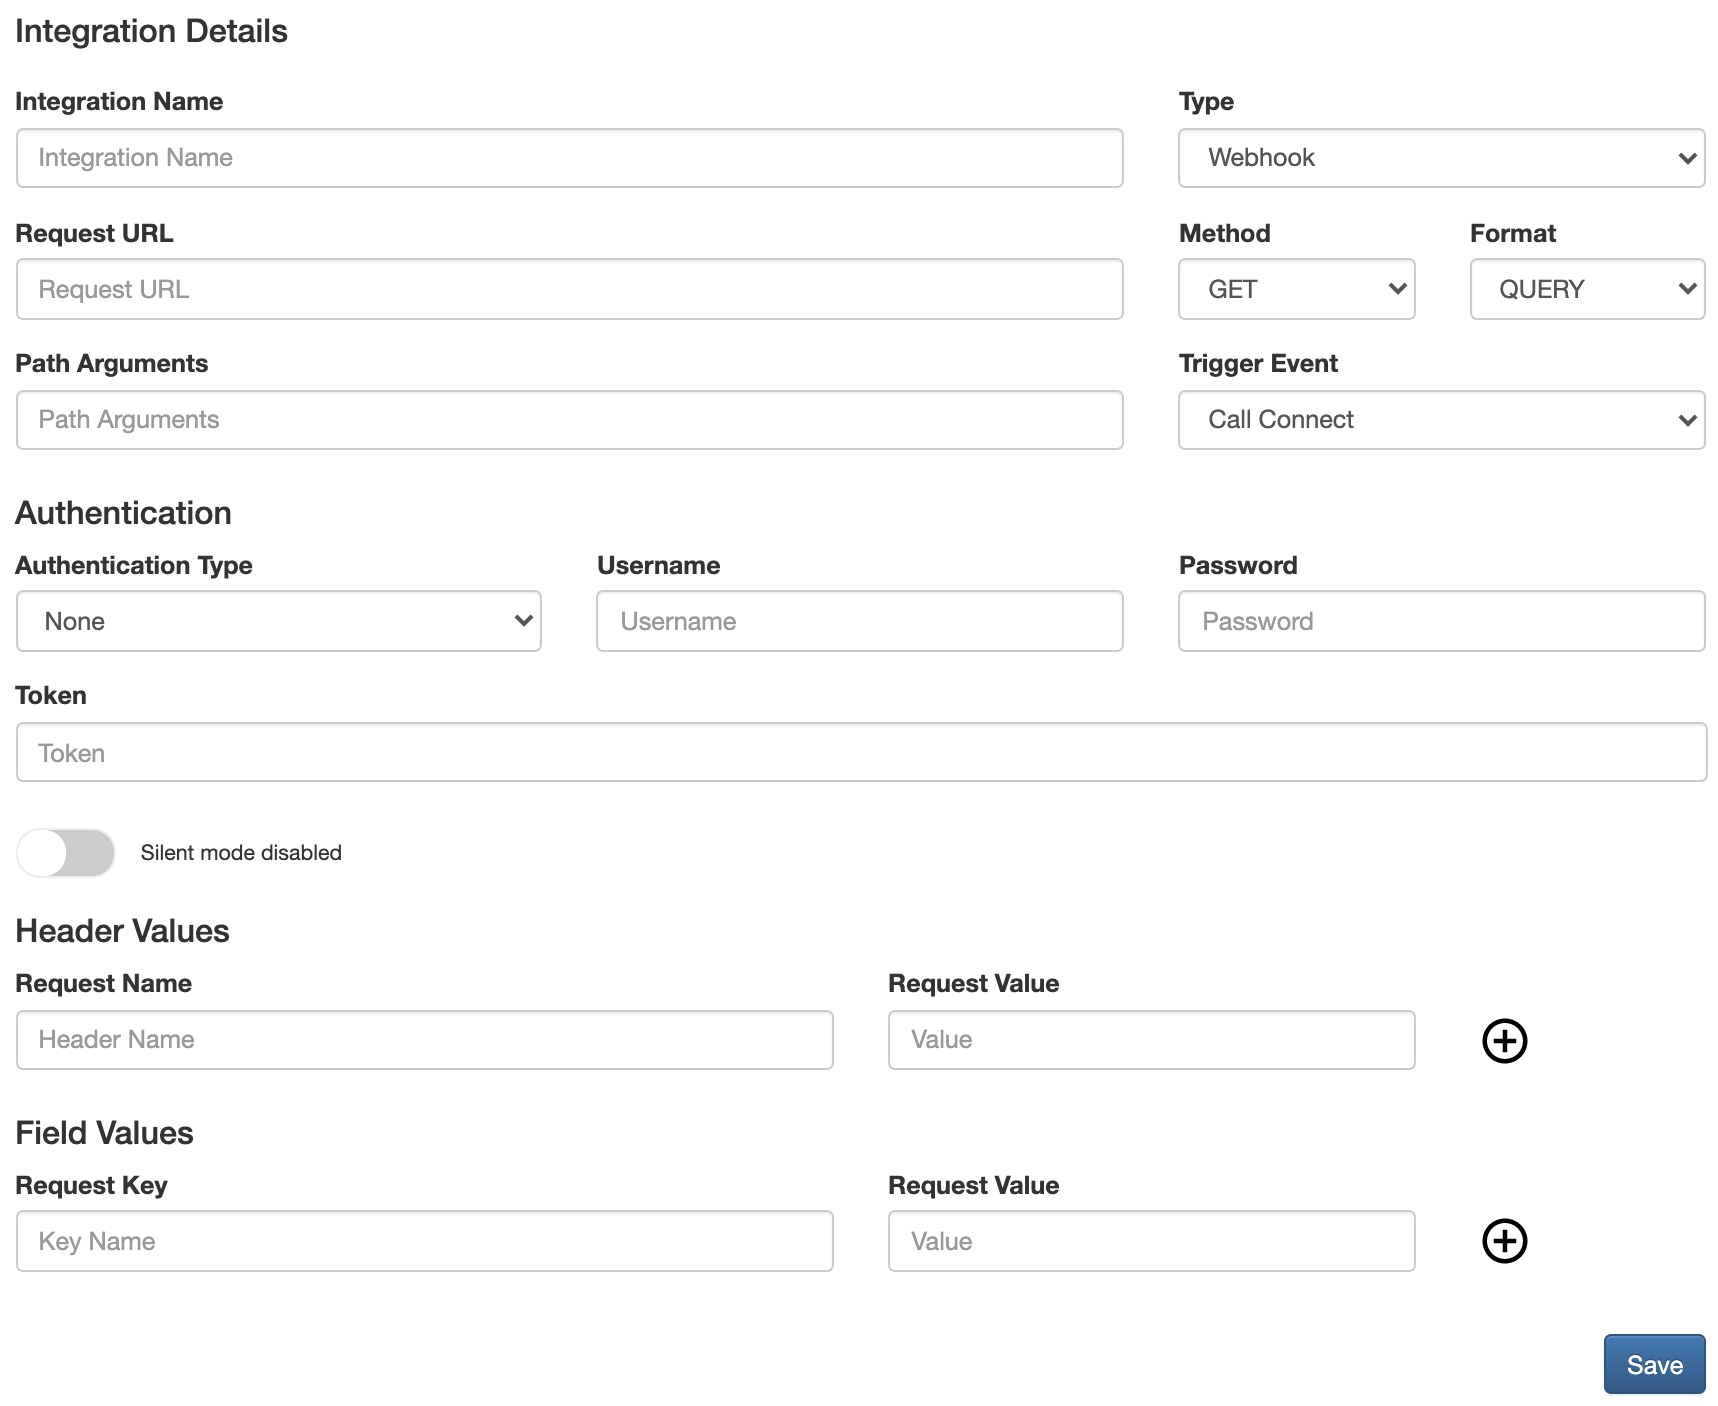 Integration Details
Integration Name
Type
Integration Name
Webhook
Request URL
Method
Format
Request URL
GET
QUERY
Path Arguments
Trigger Event
Path Arguments
Call Connect
Authentication
Authentication Type
Username
Password
None
Username
Password
Token
Token
Silent mode disabled
Header Values
Request Name
Request Value
Header Name
Value
Field Values
Request Key
Request Value
Key Name
Value
Save